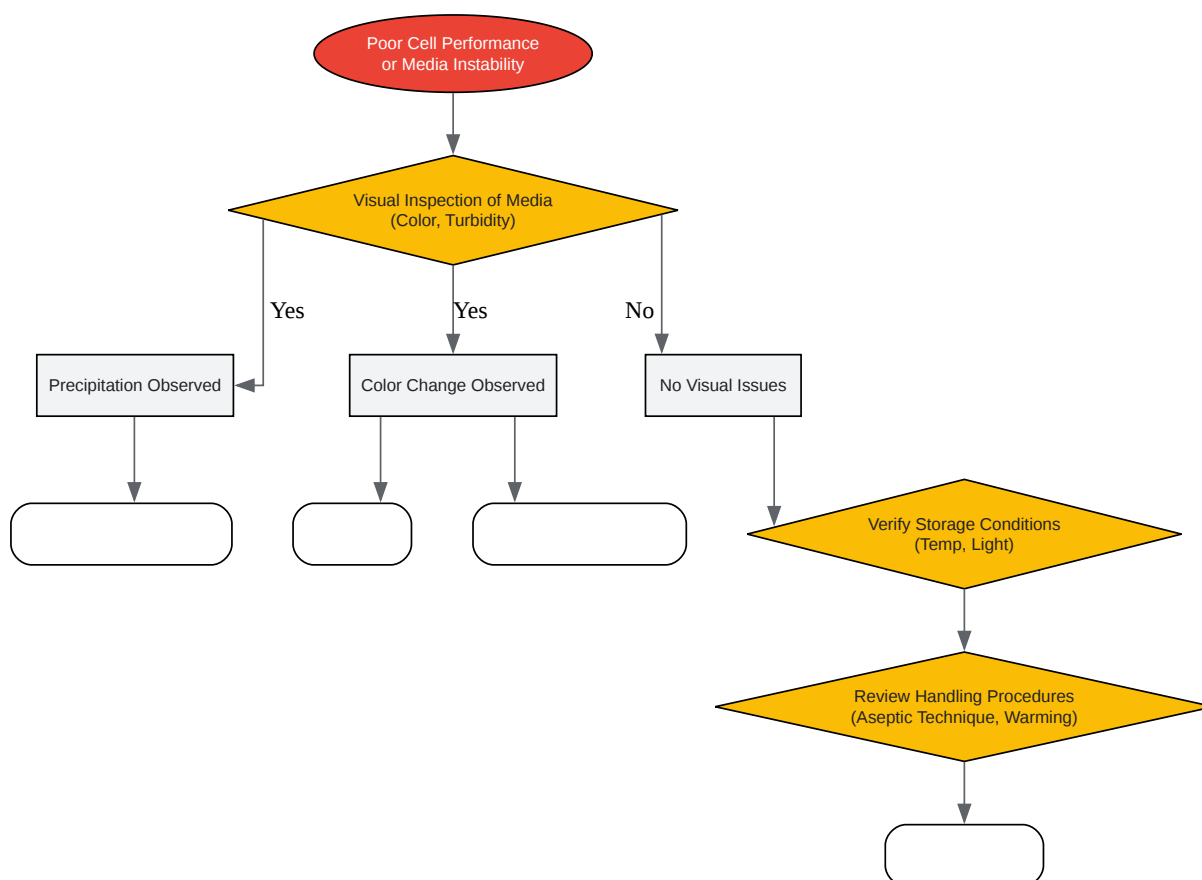 Poor Cell Performance
or Media Instability
Visual Inspection of Media
(Color, Turbidity)
Yes
Yes
No
Precipitation Observed
Color Change Observed
No Visual Issues
Verify Storage Conditions
(Temp, Light)
Review Handling Procedures
(Aseptic Technique, Warming)